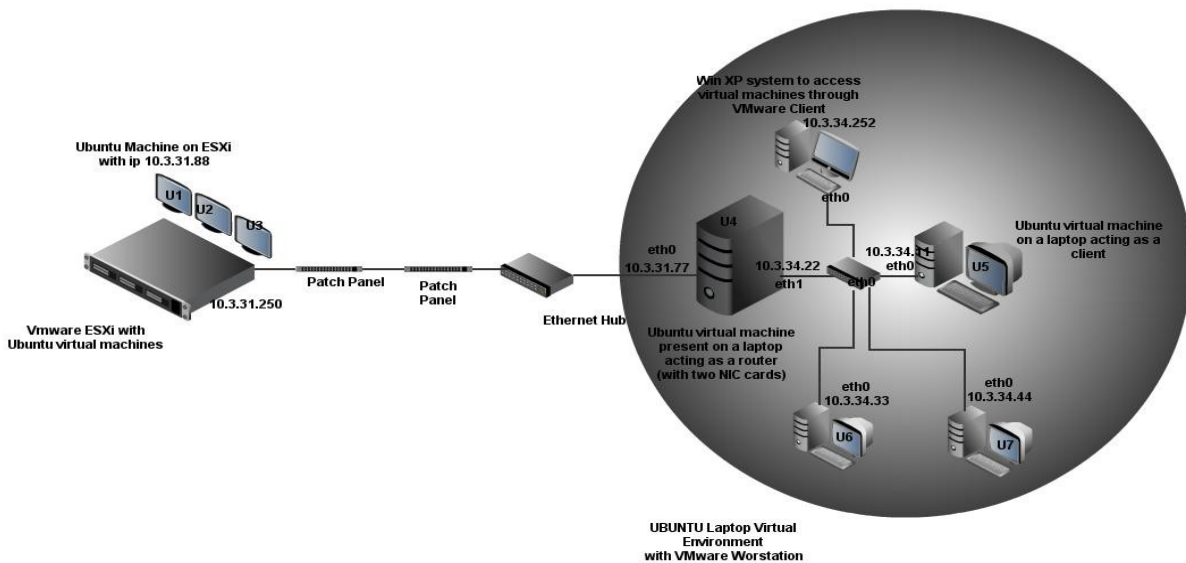 Win XP system to access
virtual machines through
VMware Client
10.3.34.252
eth0
Ubuntu Machine on ESXi
with ip 10.3.31.88
U1
U2
U3
10.3.31.250
Vmware ESXi with
Ubuntu virtual machines
Patch Panel
Patch
Panel
Ethernet Hub
eth0
10.3.31.77
U4
10.3.34.22
eth1
Ubuntu virtual machine
present on a laptop
acting as a router
(with two NIC cards)
eth0
10.3.34.11
eth0
U5
Ubuntu virtual machine
on a laptop acting as a
client
eth0
10.3.34.33
U6
eth0
10.3.34.44
U7
UBUNTU Laptop Virtual
Environment
with VMware Worstation